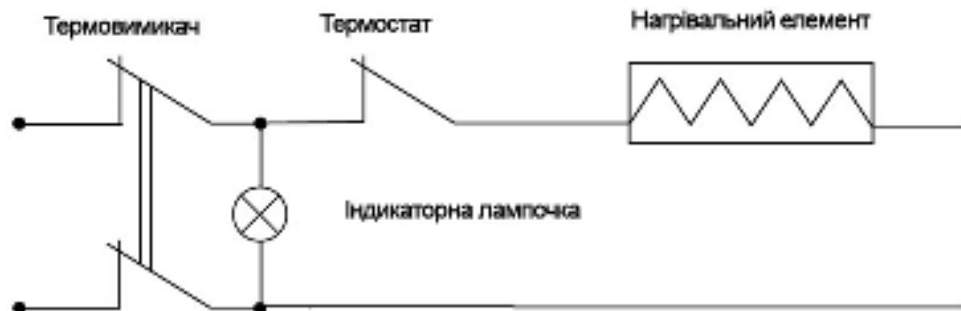 Термовимикач
Термостат
Нагрівальний елемент
Індикаторна лампочка